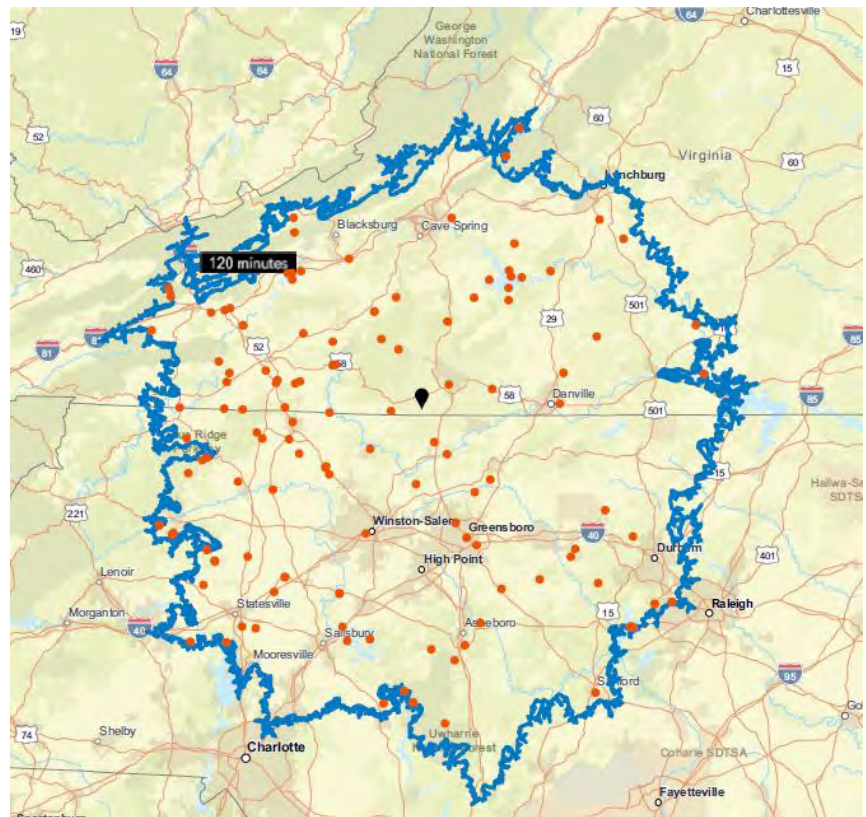 Charlottesville
George
Washington
National Forest
64
19
64
64
15
52
60
Virginia
60
Lynchburg
Blacksburg
Cave Spring
120 minutes
460
501
29
81
52
58
85
58
Danville
501
85
15
221
Winston-Salem
Greensboro
40
Durham
401
High Point
Lenoir
15
Raleigh
Morganton
Statesville
40
Salisbury
Asheboro
Mooresville
95
Sanford
Shelby
74
Uwharrie
Charlotte
Coharie SDTSA
Fayetteville